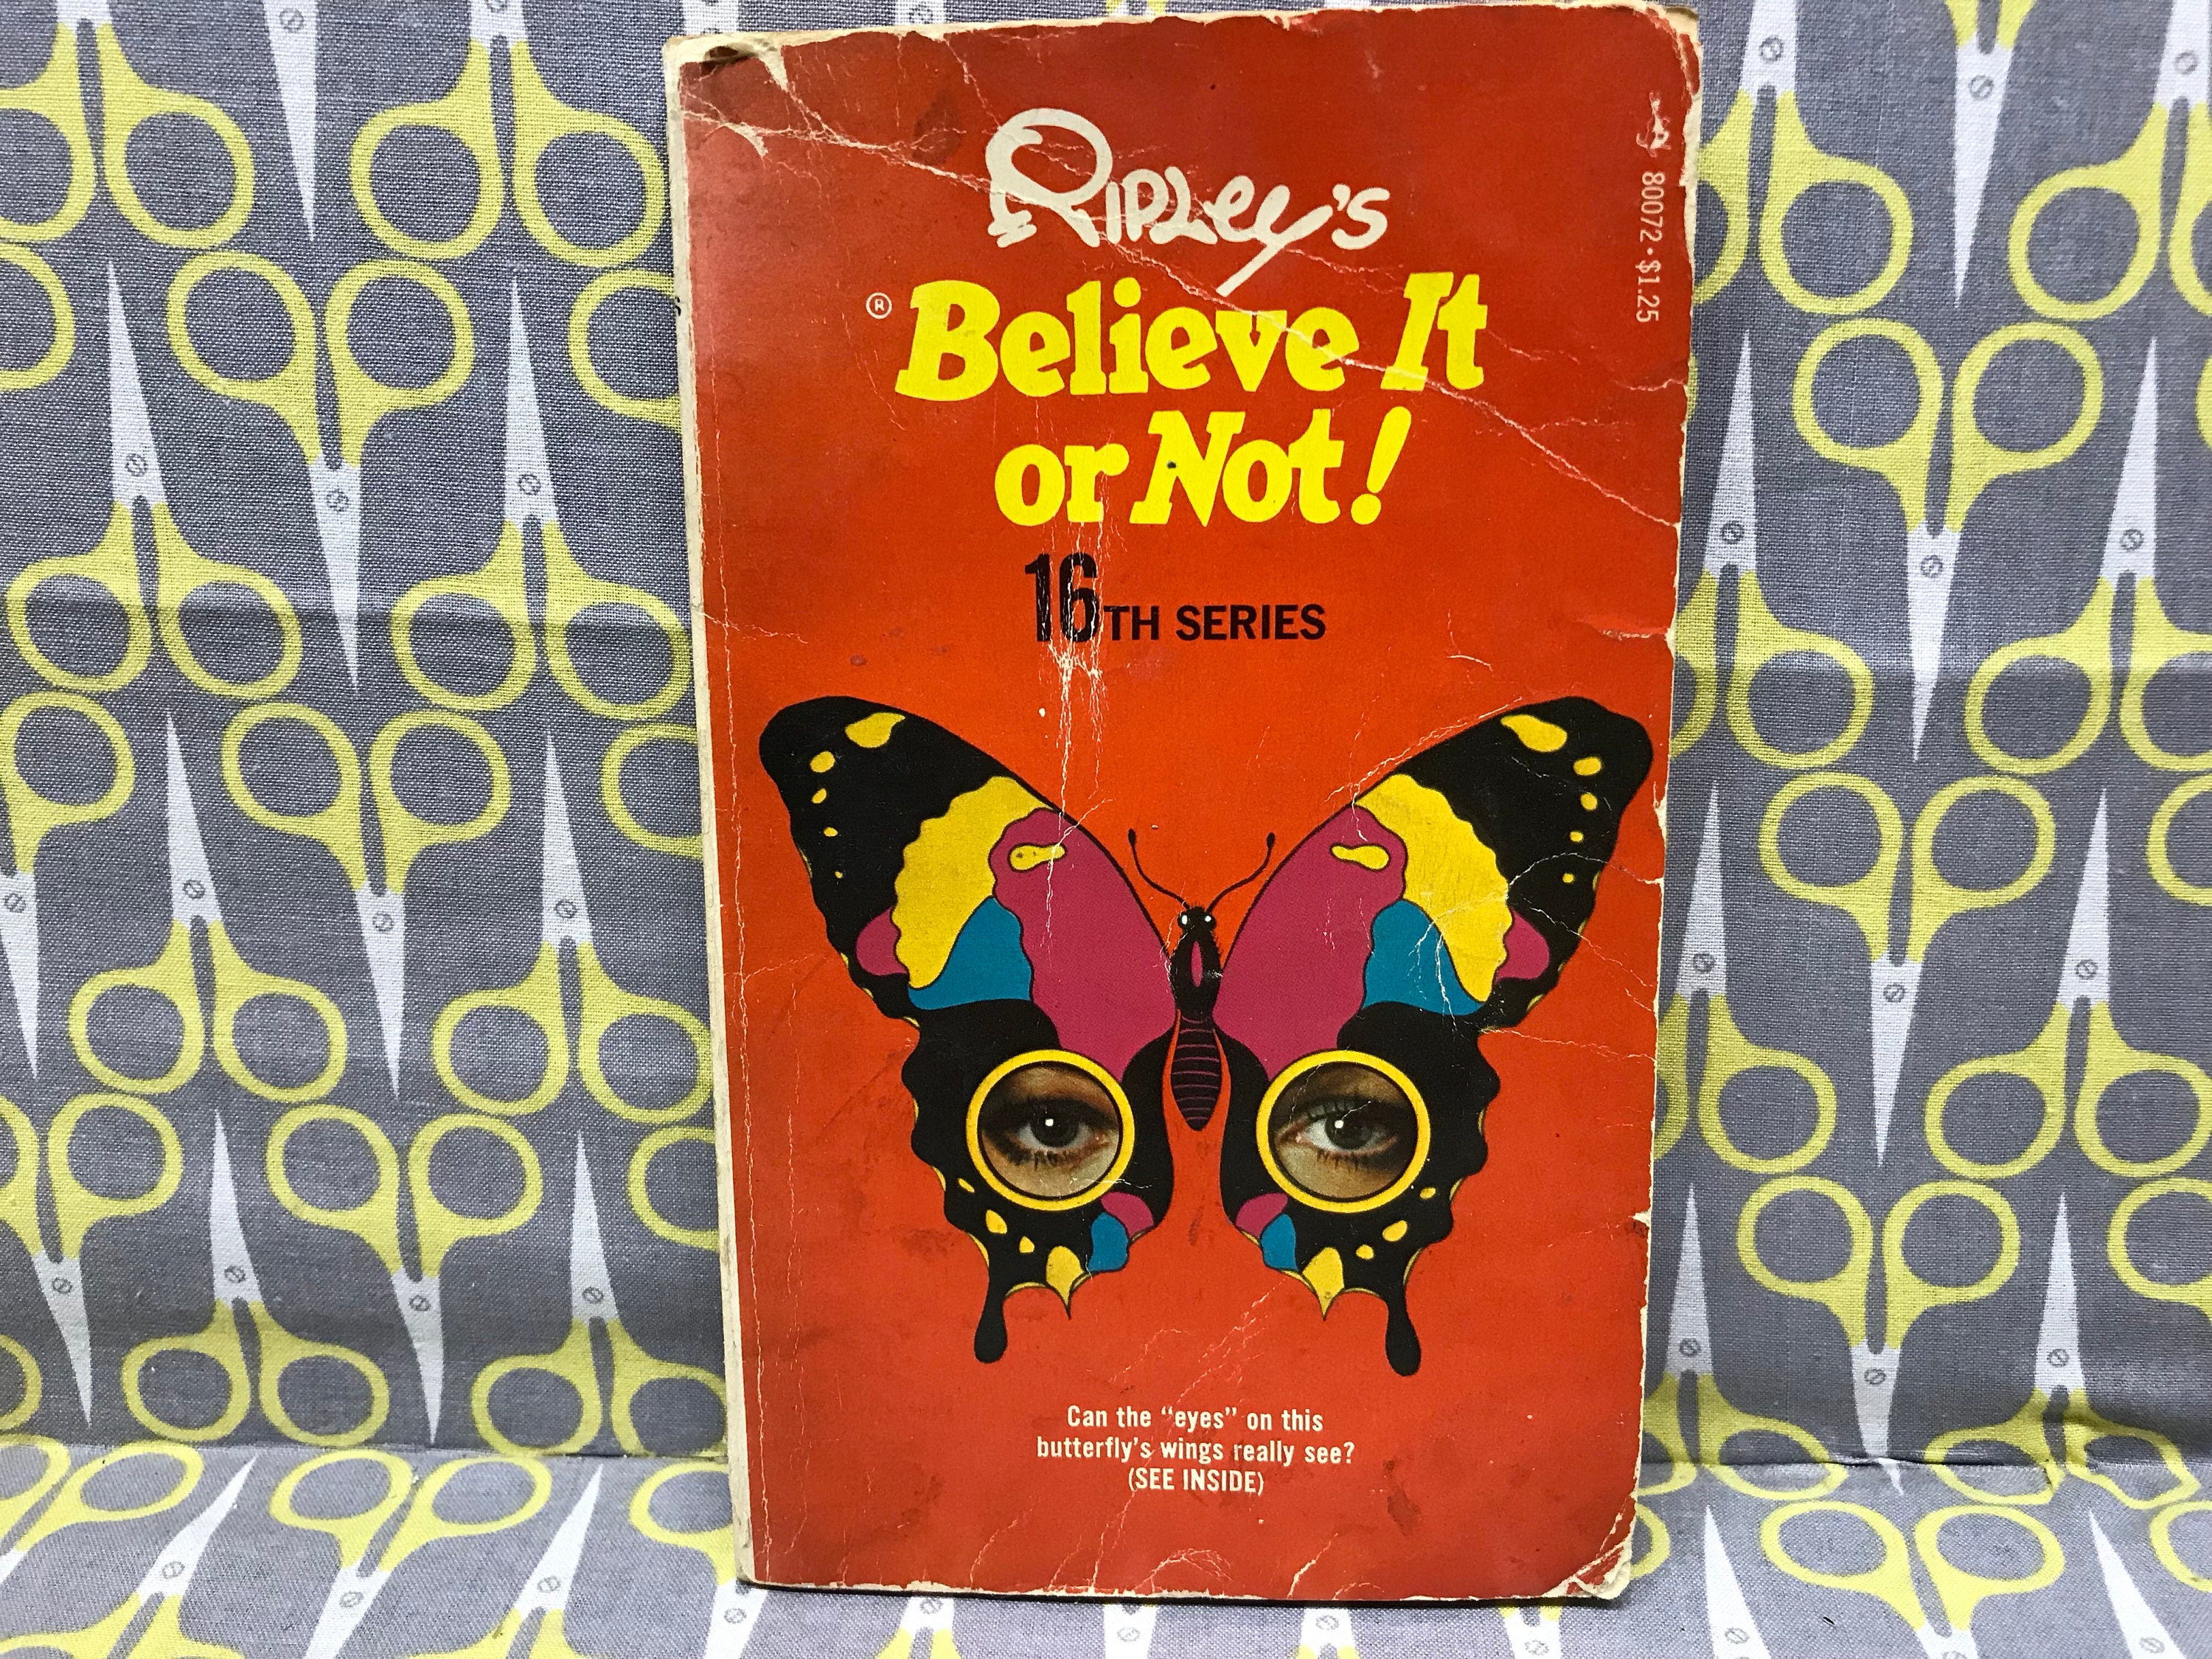 RIPLEY'S
® Believe It
or Not!
16TH SERIES
80072 • $1.25
Can the “eyes” on this
butterfly's wings really see?
(SEE INSIDE)